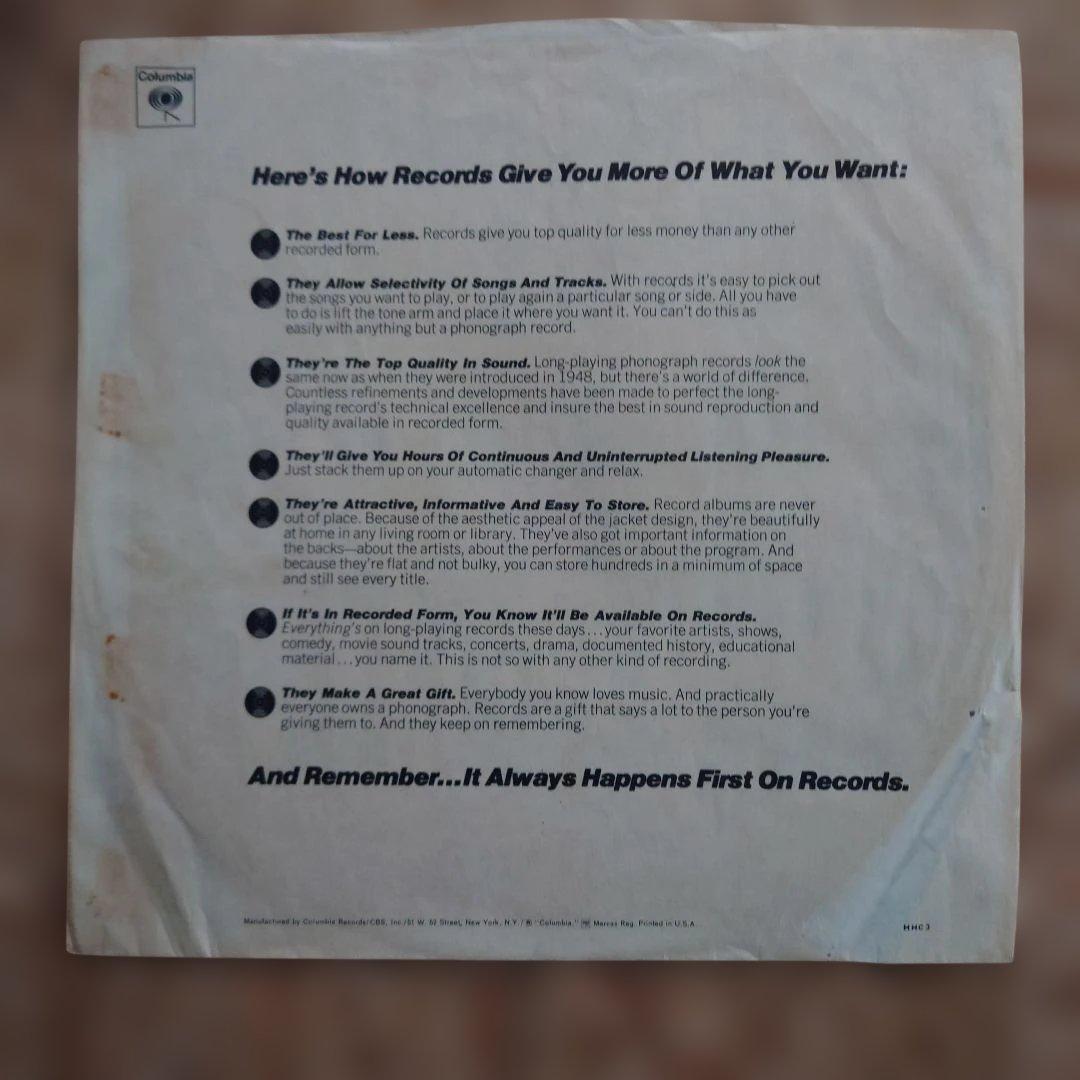 Columbia
Here's How Records Give You More Of What You Want:
The Best For Less. Records give you top quality for less money than any other
recorded form.
They Allow Selectivity Of Songs And Tracks. With records it's easy to pick out
the songs you want to play, or to play again a particular song or side. All you have
to do is lift the tone arm and place it where you want it. You can't do this as
easily with anything but a phonograph record.
They're The Top Quality In Sound. Long-playing phonograph records look the
same now as when they were introduced in 1948, but there's a world of difference.
Countless refinements and developments have been made to perfect the long-
playing record's technical excellence and insure the best in sound reproduction and
quality available in recorded form.
They'll Give You Hours Of Continuous And Uninterrupted Listening Pleasure.
Just stack them up on your automatic changer and relax.
They're Attractive, Informative And Easy To Store. Record albums are never
out of place. Because of the aesthetic appeal of the jacket design, they're beautifully
at home in any living room or library. They've also got important information on
the backs—about the artists, about the performances or about the program. And
because they're flat and not bulky, you can store hundreds in a minimum of space
and still see every title.
If It's In Recorded Form, You Know It'll Be Available On Records.
Everything's on long-playing records these days...your favorite artists, shows,
comedy, movie sound tracks, concerts, drama, documented history, educational
material...you name it. This is not so with any other kind of recording.
They Make A Great Gift. Everybody you know loves music. And practically
everyone owns a phonograph. Records are a gift that says a lot to the person you're
giving them to. And they keep on remembering.
And Remember...It Always Happens First On Records.
Manufactured by Columbia Records/CBS, Inc./51 W. 52 Street, New York, N.Y./® "Columbia," Marcas Reg. Printed in U.S.A.